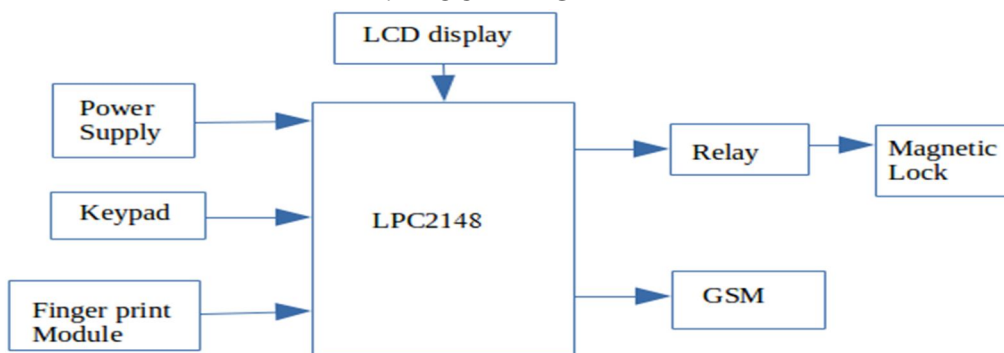 LCD display
Power
Supply
Keypad
Finger print
Module
LPC2148
Relay
Magnetic
Lock
GSM